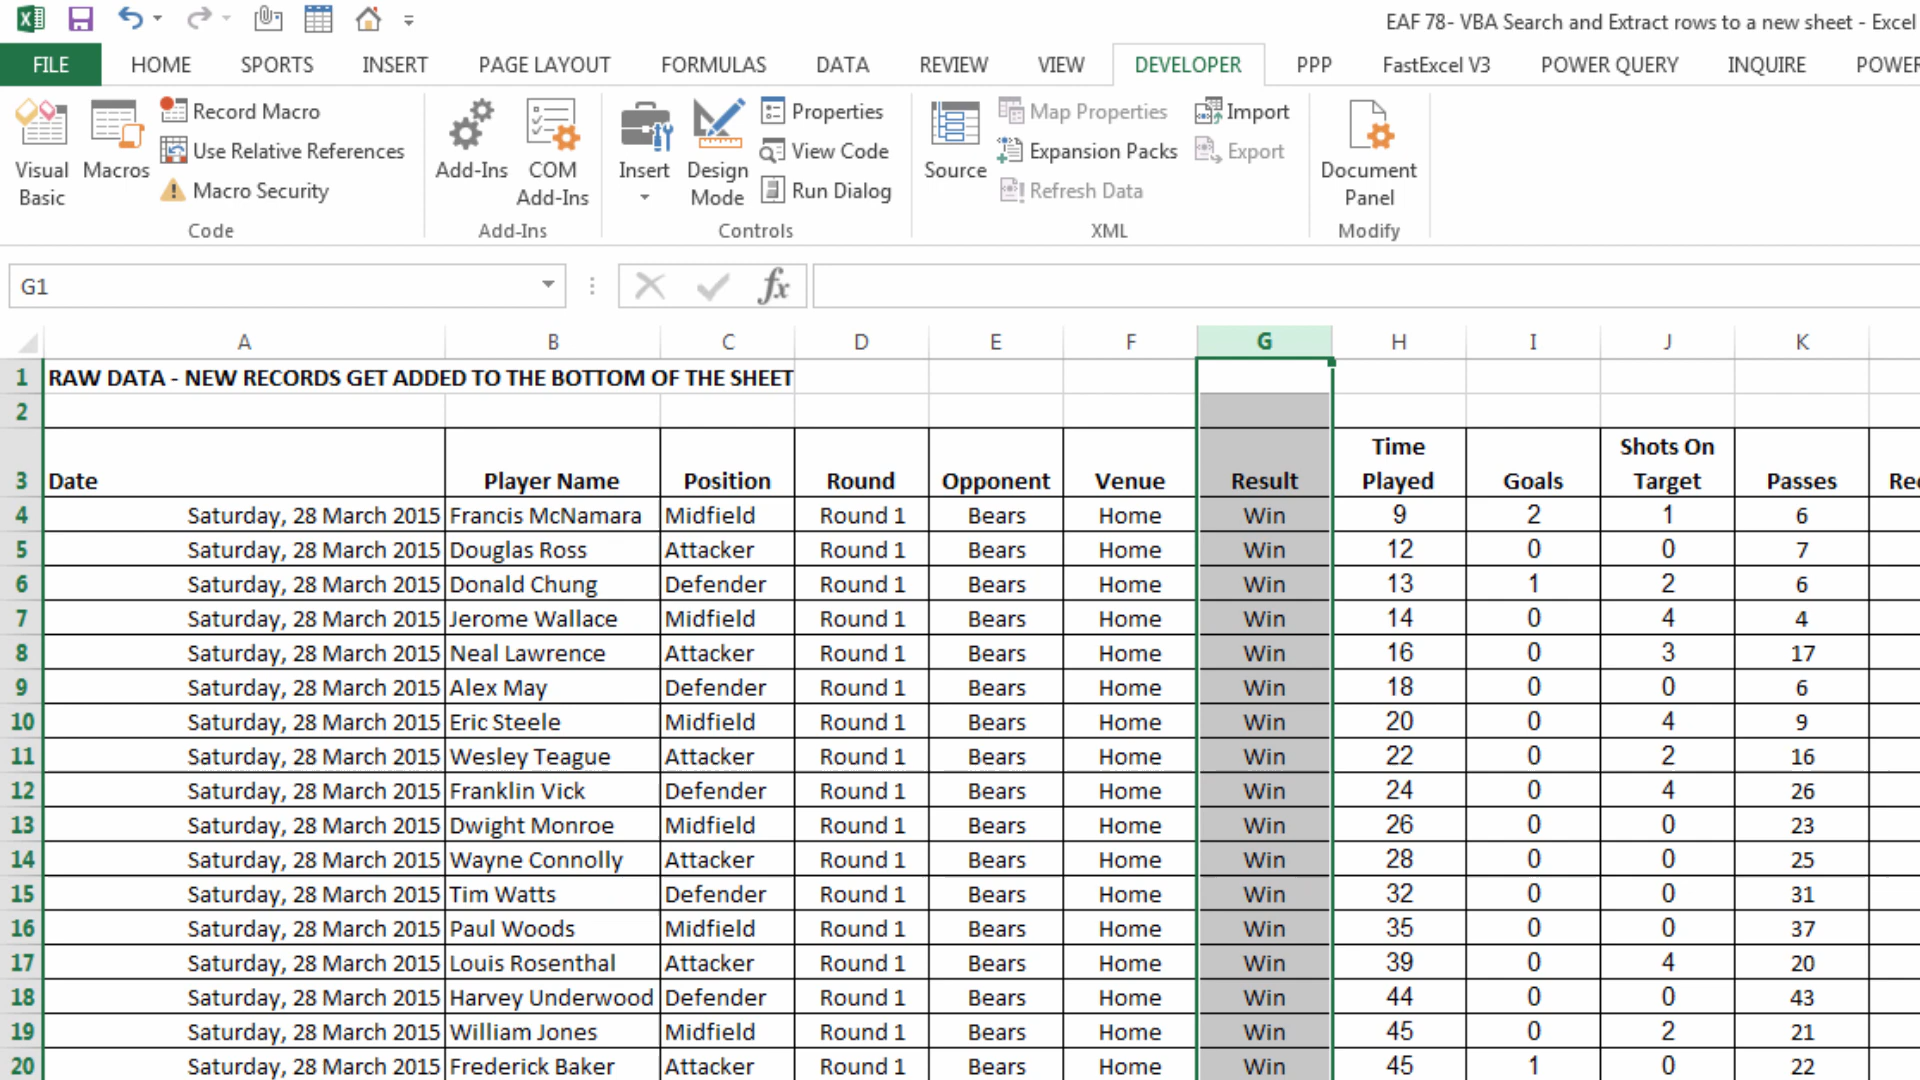 EAF 78- VBA Search and Extract rows to a new sheet - Excel
FILE HOME SPORTS INSERT PAGE LAYOUT FORMULAS DATA REVIEW VIEW DEVELOPER PPP FastExcel V3 POWER QUERY INQUIRE POWER
Visual Basic
Macros
Record Macro
Use Relative References
Macro Security
Code
Add-Ins
COM Add-Ins
Add-Ins
Insert
Design Mode
Properties
View Code
Run Dialog
Controls
Source
Map Properties
Expansion Packs
Refresh Data
Import
Export
XML
Document Panel
Modify
G1 fx
A B C D E F G H I J K
1 RAW DATA - NEW RECORDS GET ADDED TO THE BOTTOM OF THE SHEET
2
3 Date Player Name Position Round Opponent Venue Result Time Played Goals Shots On Target Passes Rec
4 Saturday, 28 March 2015 Francis McNamara Midfield Round 1 Bears Home Win 9 2 1 6
5 Saturday, 28 March 2015 Douglas Ross Attacker Round 1 Bears Home Win 12 0 0 7
6 Saturday, 28 March 2015 Donald Chung Defender Round 1 Bears Home Win 13 1 2 6
7 Saturday, 28 March 2015 Jerome Wallace Midfield Round 1 Bears Home Win 14 0 4 4
8 Saturday, 28 March 2015 Neal Lawrence Attacker Round 1 Bears Home Win 16 0 3 17
9 Saturday, 28 March 2015 Alex May Defender Round 1 Bears Home Win 18 0 0 6
10 Saturday, 28 March 2015 Eric Steele Midfield Round 1 Bears Home Win 20 0 4 9
11 Saturday, 28 March 2015 Wesley Teague Attacker Round 1 Bears Home Win 22 0 2 16
12 Saturday, 28 March 2015 Franklin Vick Defender Round 1 Bears Home Win 24 0 4 26
13 Saturday, 28 March 2015 Dwight Monroe Midfield Round 1 Bears Home Win 26 0 0 23
14 Saturday, 28 March 2015 Wayne Connolly Attacker Round 1 Bears Home Win 28 0 0 25
15 Saturday, 28 March 2015 Tim Watts Defender Round 1 Bears Home Win 32 0 0 31
16 Saturday, 28 March 2015 Paul Woods Midfield Round 1 Bears Home Win 35 0 0 37
17 Saturday, 28 March 2015 Louis Rosenthal Attacker Round 1 Bears Home Win 39 0 4 20
18 Saturday, 28 March 2015 Harvey Underwood Defender Round 1 Bears Home Win 44 0 0 43
19 Saturday, 28 March 2015 William Jones Midfield Round 1 Bears Home Win 45 0 2 21
20 Saturday, 28 March 2015 Frederick Baker Attacker Round 1 Bears Home Win 45 1 0 22